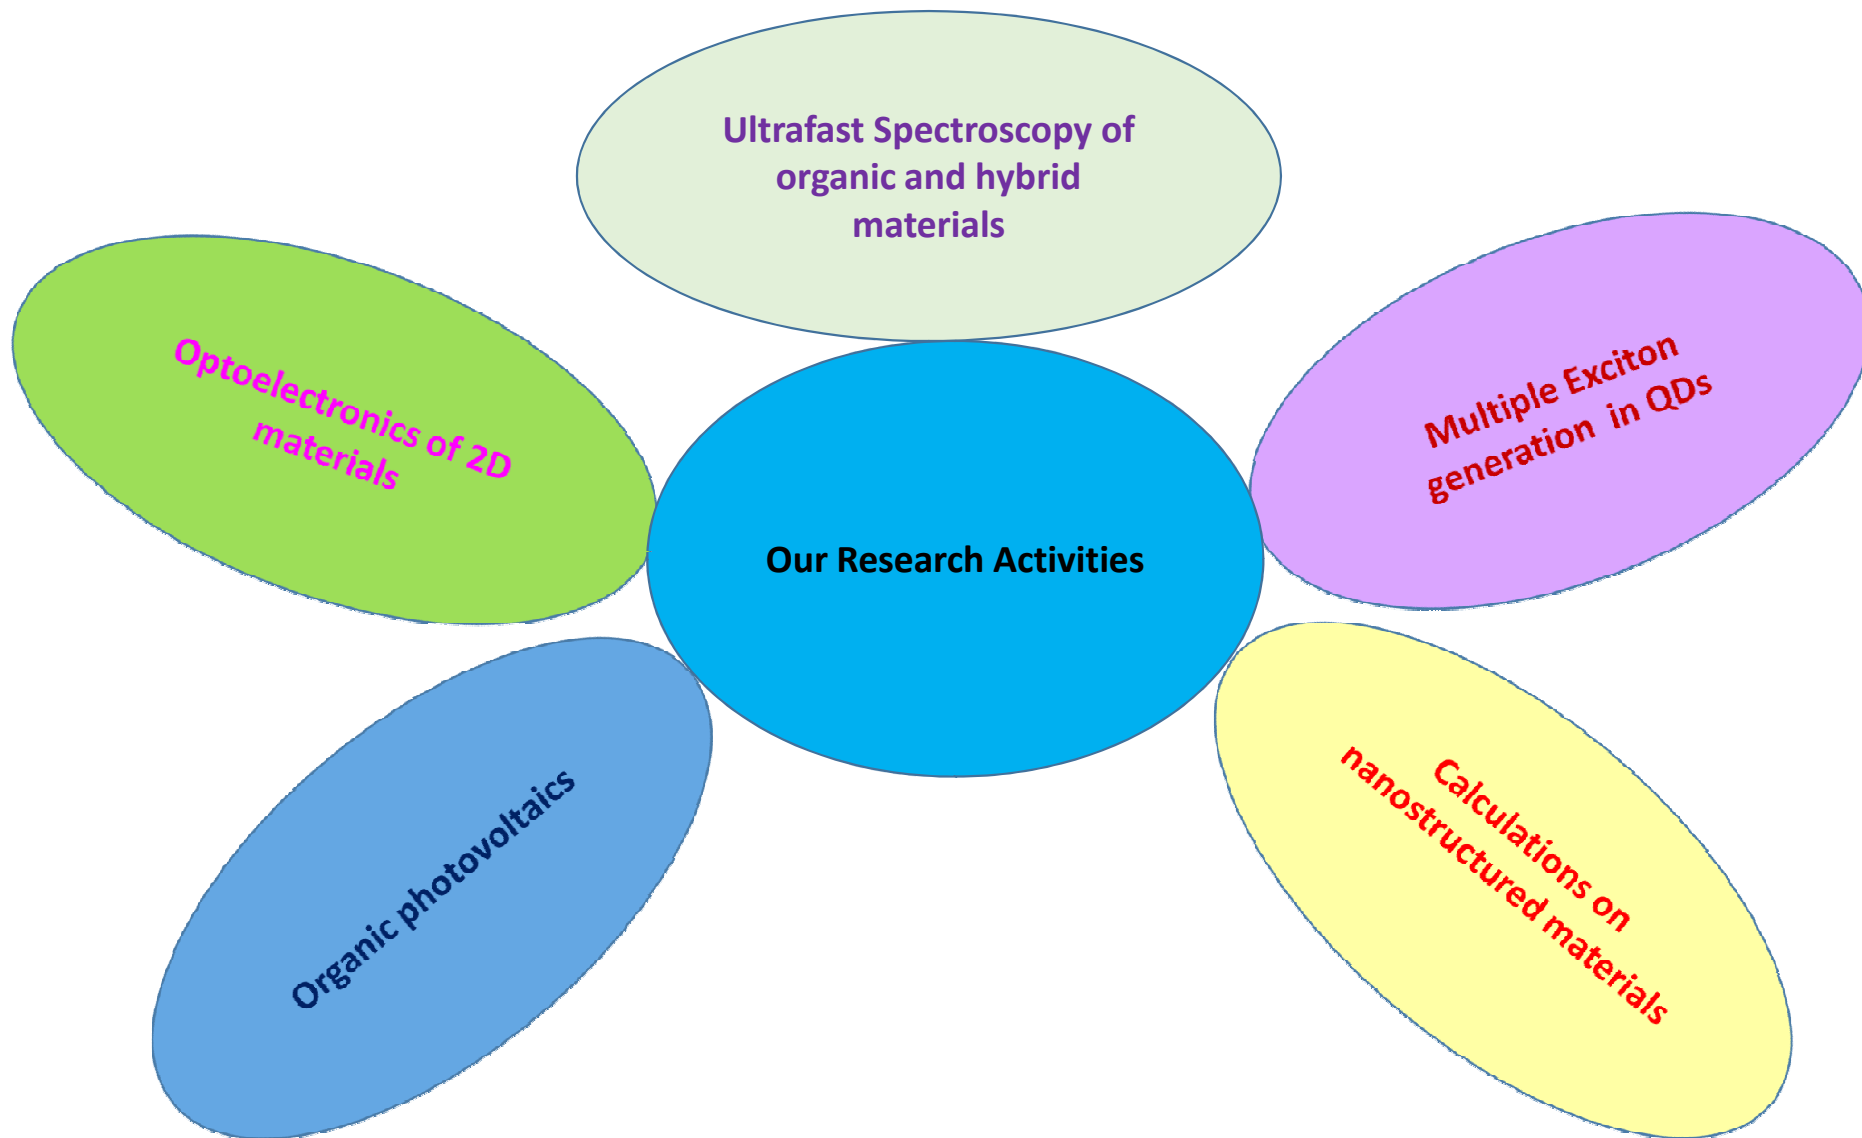 Ultrafast Spectroscopy of
organic and hybrid
materials
Optoelectronics of 2D
materials
Multiple Exciton
generation in QDs
Our Research Activities
Organic photovoltaics
Calculations on
nanostructured materials